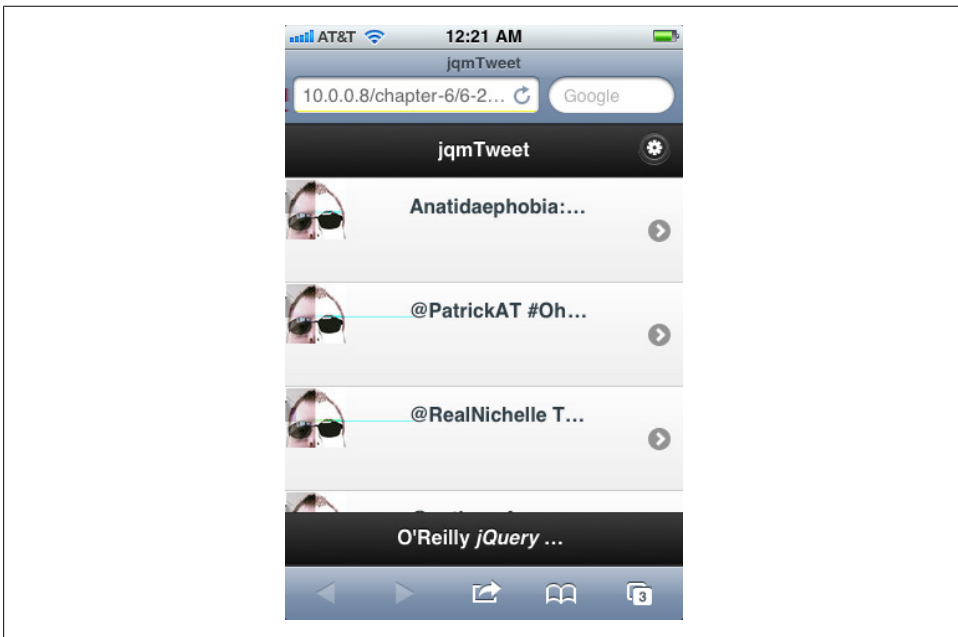 AT&T 12:21 AM
jqmTweet
10.0.0.8/chapter-6/6-2... Google
jqmTweet
Anatidaephobia:...
@PatrickAT #Oh...
@RealNichelle T...
O'Reilly jQuery ...
3